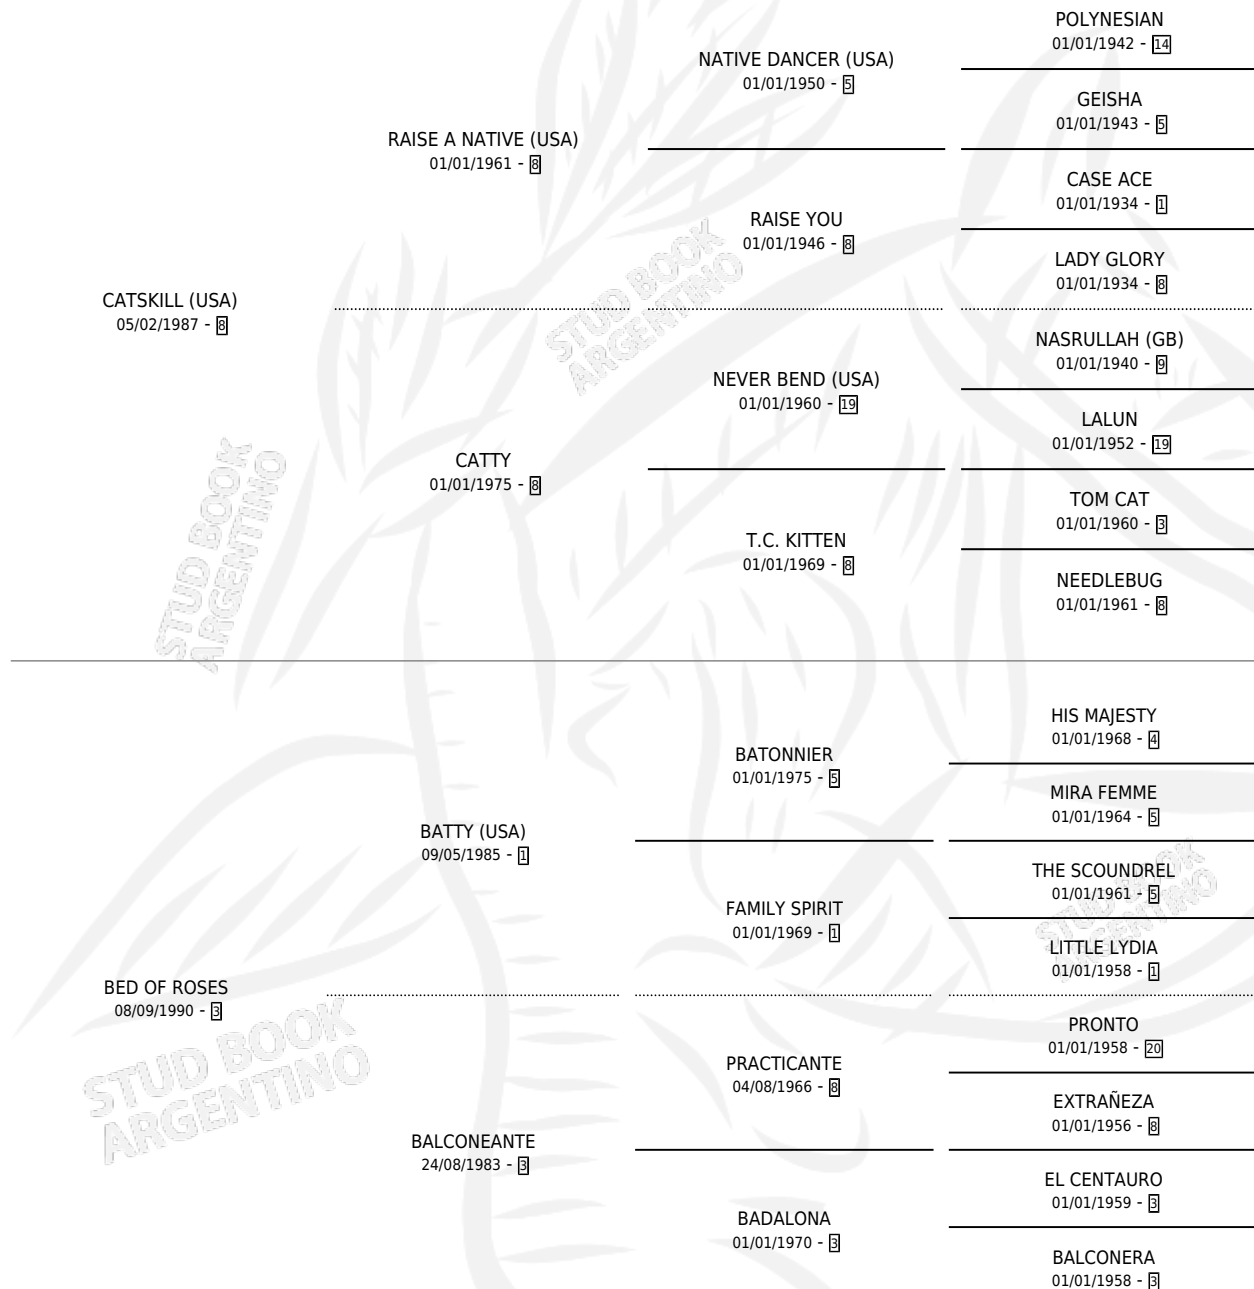 POLYNESIAN
01/01/1942 - 14
NATIVE DANCER (USA)
01/01/1950 - 5
GEISHA
01/01/1943 - 5
RAISE A NATIVE (USA)
01/01/1961 - 8
CASE ACE
01/01/1934 - 1
RAISE YOU
01/01/1946 - 8
LADY GLORY
01/01/1934 - 8
CATSKILL (USA)
05/02/1987 - 8
STUD BOOK
ARGENTINO
NASRULLAH (GB)
01/01/1940 - 9
NEVER BEND (USA)
01/01/1960 - 19
LALUN
01/01/1952 - 19
CATTY
01/01/1975 - 8
TOM CAT
01/01/1960 - 3
T.C. KITTEN
01/01/1969 - 8
NEEDLEBUG
01/01/1961 - 8
STUD BOOK
ARGENTINO
HIS MAJESTY
01/01/1968 - 4
BATONNIER
01/01/1975 - 5
MIRA FEMME
01/01/1964 - 5
BATTY (USA)
09/05/1985 - 1
THE SCOUNDREL
01/01/1961 - 5
FAMILY SPIRIT
01/01/1969 - 1
STUD BOOK
ARGENTINO
LITTLE LYDIA
01/01/1958 - 1
BED OF ROSES
08/09/1990 - 3
STUD BOOK
ARGENTINO
PRONTO
01/01/1958 - 20
PRACTICANTE
04/08/1966 - 8
EXTRAÑEZA
01/01/1956 - 8
BALCONEANTE
24/08/1983 - 3
EL CENTAURO
01/01/1959 - 3
BADALONA
01/01/1970 - 3
BALCONERA
01/01/1958 - 3